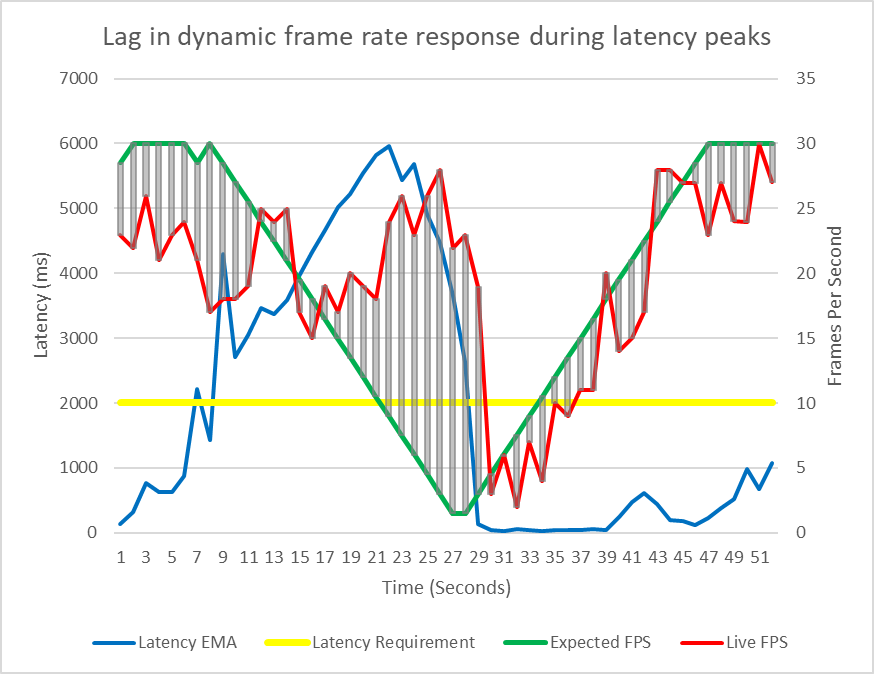 Lag in dynamic frame rate response during latency peaks
7000
6000
5000
4000
3000
2000
1000
0
Latency (ms)
35
30
25
20
15
10
5
0
Frames Per Second
1 3 5 7 9 11 13 15 17 19 21 23 25 27 29 31 33 35 37 39 41 43 45 47 49 51
Time (Seconds)
Latency EMA Latency Requirement Expected FPS Live FPS